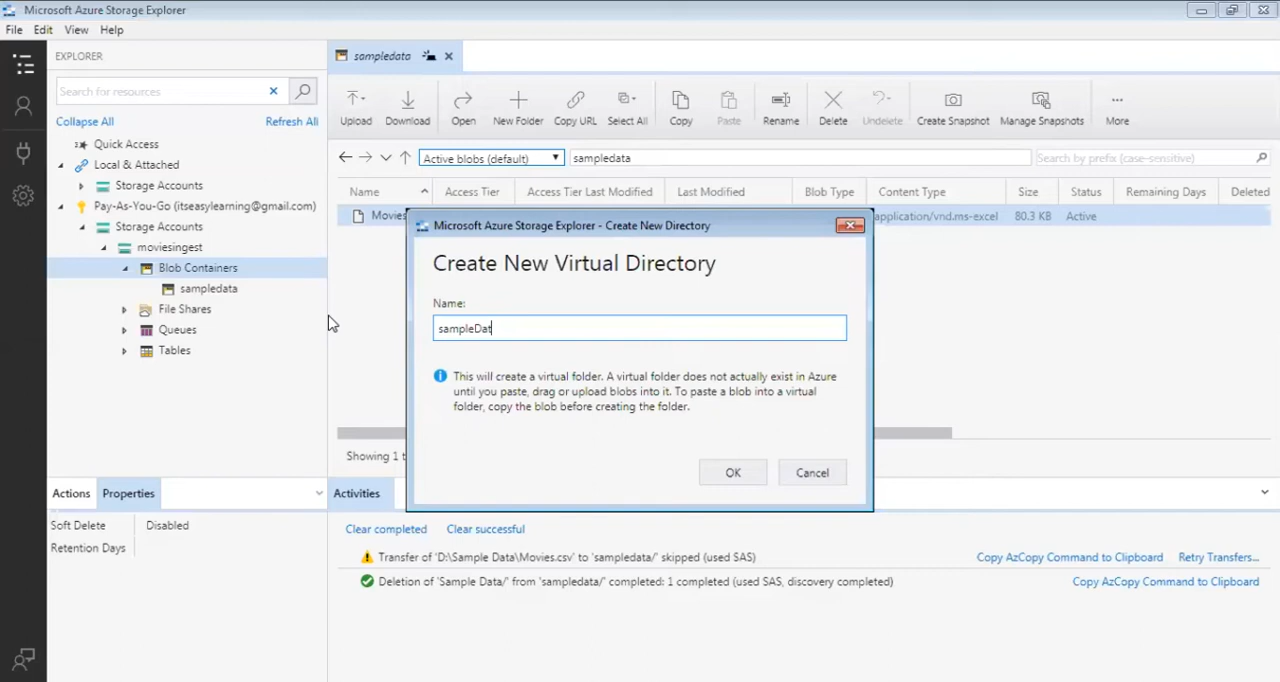 Microsoft Azure Storage Explorer
File Edit View Help
EXPLORER
Search for resources
Collapse All Refresh All
Quick Access
Local & Attached
Storage Accounts
Pay-As-You-Go (itseasylearning@gmail.com)
Storage Accounts
moviesingest
Blob Containers
sampledata
File Shares
Queues
Tables
Actions Properties
Soft Delete Disabled
Retention Days
sampledata
Upload Download Open New Folder Copy URL Select All Copy Paste Rename Delete Undelete Create Snapshot Manage Snapshots More
Active blobs (default) sampledata Search by prefix (case-sensitive)
Name Access Tier Access Tier Last Modified Last Modified Blob Type Content Type Size Status Remaining Days Deleted
Movies application/vnd.ms-excel 80.3 KB Active
Microsoft Azure Storage Explorer - Create New Directory
Create New Virtual Directory
Name:
sampleDat
This will create a virtual folder. A virtual folder does not actually exist in Azure
until you paste, drag or upload blobs into it. To paste a blob into a virtual
folder, copy the blob before creating the folder.
OK Cancel
Showing 1 t
Activities
Clear completed Clear successful
Transfer of 'D:\Sample Data\Movies.csv' to 'sampledata/' skipped (used SAS) Copy AzCopy Command to Clipboard Retry Transfers...
Deletion of 'Sample Data/' from 'sampledata/' completed: 1 completed (used SAS, discovery completed) Copy AzCopy Command to Clipboard